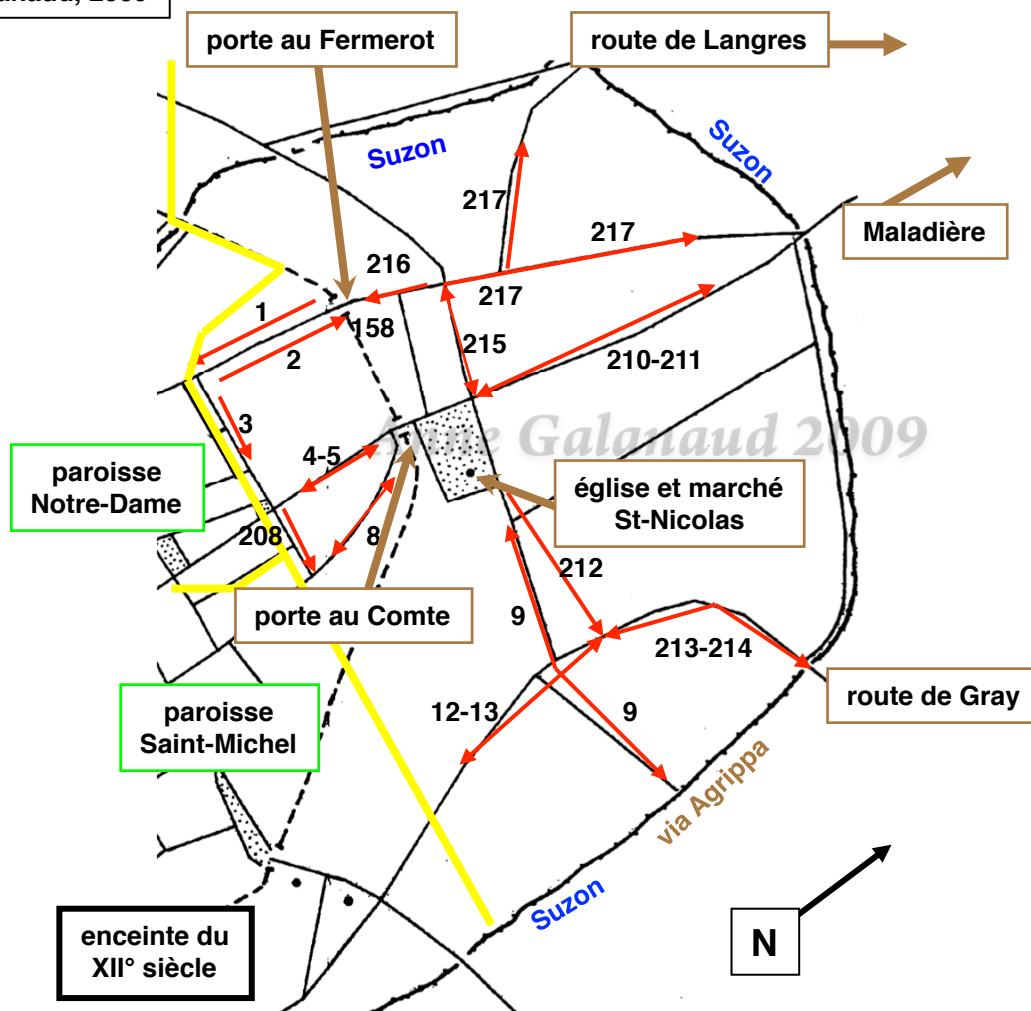 porte au Fermerot
route de Langres
Suzon
Suzon
217
217
Maladière
216
217
1
158
2
215
210-211
3
Anne Galanaud 2009
4-5
paroisse
Notre-Dame
église et marché
St-Nicolas
208
8
212
porte au Comte
9
213-214
route de Gray
paroisse
Saint-Michel
12-13
9
via Agrippa
Suzon
enceinte du
XII° siècle
N